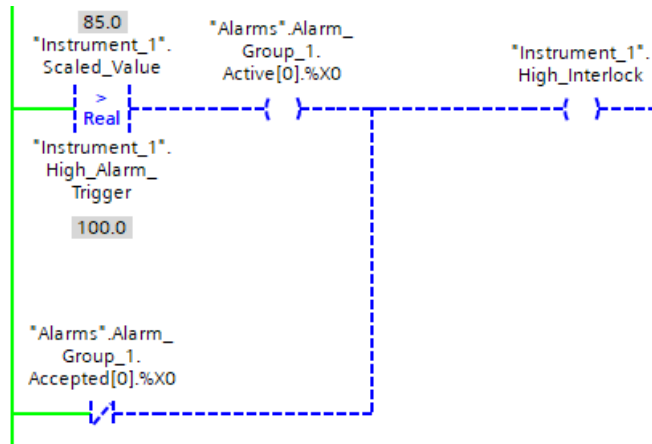 85.0
"Instrument_1".
Scaled_Value
>
Real
"Instrument_1".
High_Alarm_
Trigger
100.0
"Alarms".Alarm_
Group_1.
Active[0].%X0
"Instrument_1".
High_Interlock
"Alarms".Alarm_
Group_1.
Accepted[0].%X0